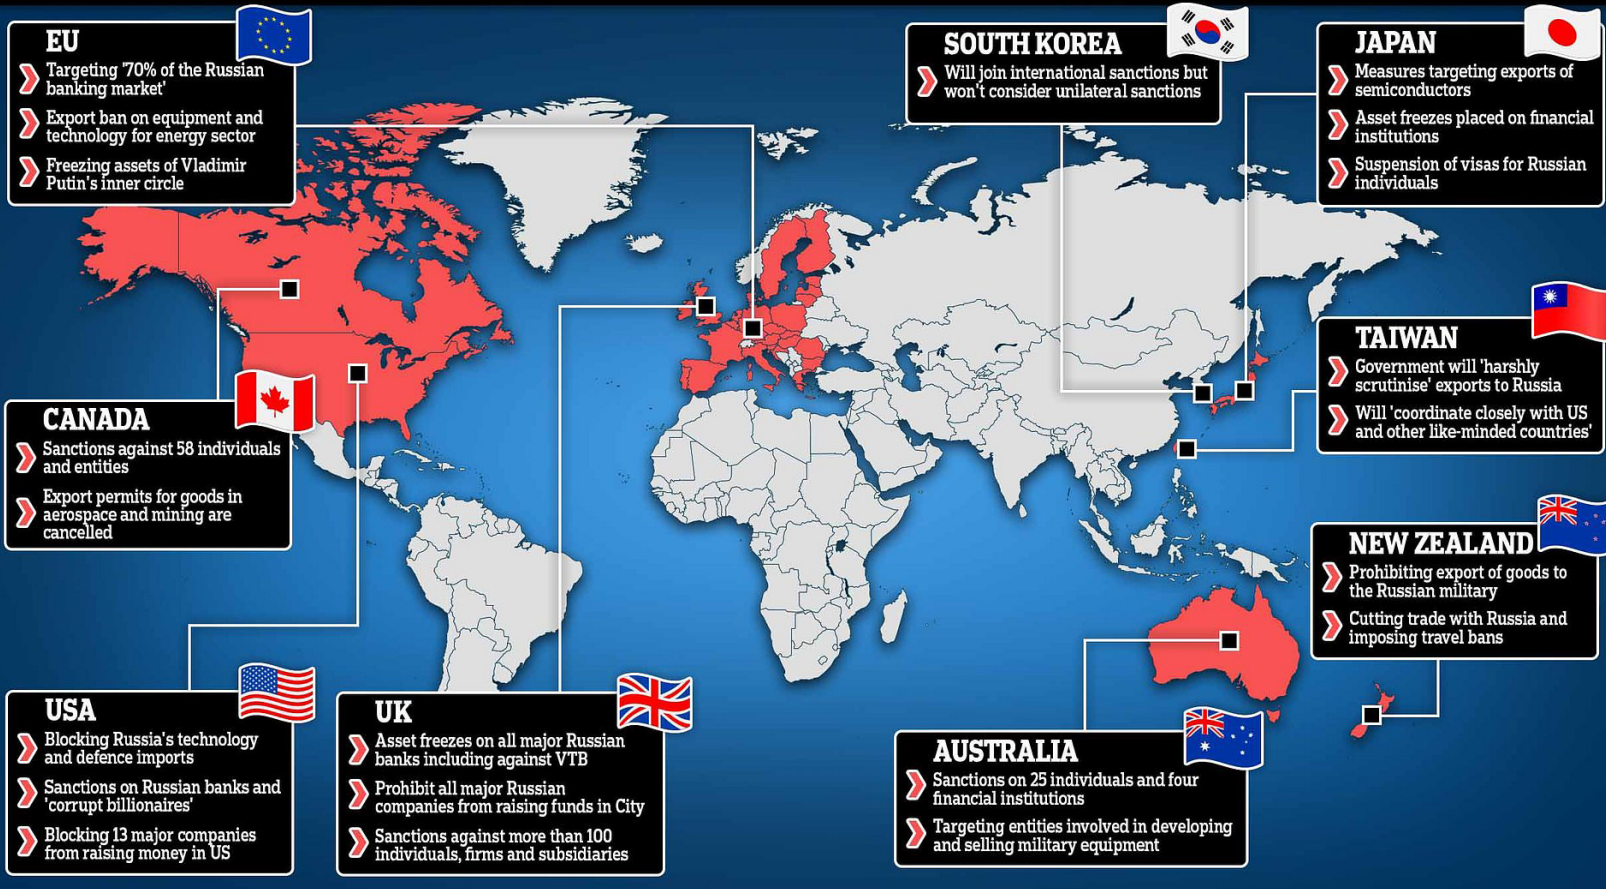 EU
Targeting '70% of the Russian
banking market'
Export ban on equipment and
technology for energy sector
Freezing assets of Vladimir
Putin's inner circle
SOUTH KOREA
Will join international sanctions but
won't consider unilateral sanctions
JAPAN
Measures targeting exports of
semiconductors
Asset freezes placed on financial
institutions
Suspension of visas for Russian
individuals
TAIWAN
Government will 'harshly
scrutinise' exports to Russia
Will 'coordinate closely with US
and other like-minded countries'
CANADA
Sanctions against 58 individuals
and entities
Export permits for goods in
aerospace and mining are
cancelled
NEW ZEALAND
Prohibiting export of goods to
the Russian military
Cutting trade with Russia and
imposing travel bans
USA
Blocking Russia's technology
and defence imports
Sanctions on Russian banks and
'corrupt billionaires'
Blocking 13 major companies
from raising money in US
UK
Asset freezes on all major Russian
banks including against VTB
Prohibit all major Russian
companies from raising funds in City
Sanctions against more than 100
individuals, firms and subsidiaries
AUSTRALIA
Sanctions on 25 individuals and four
financial institutions
Targeting entities involved in developing
and selling military equipment